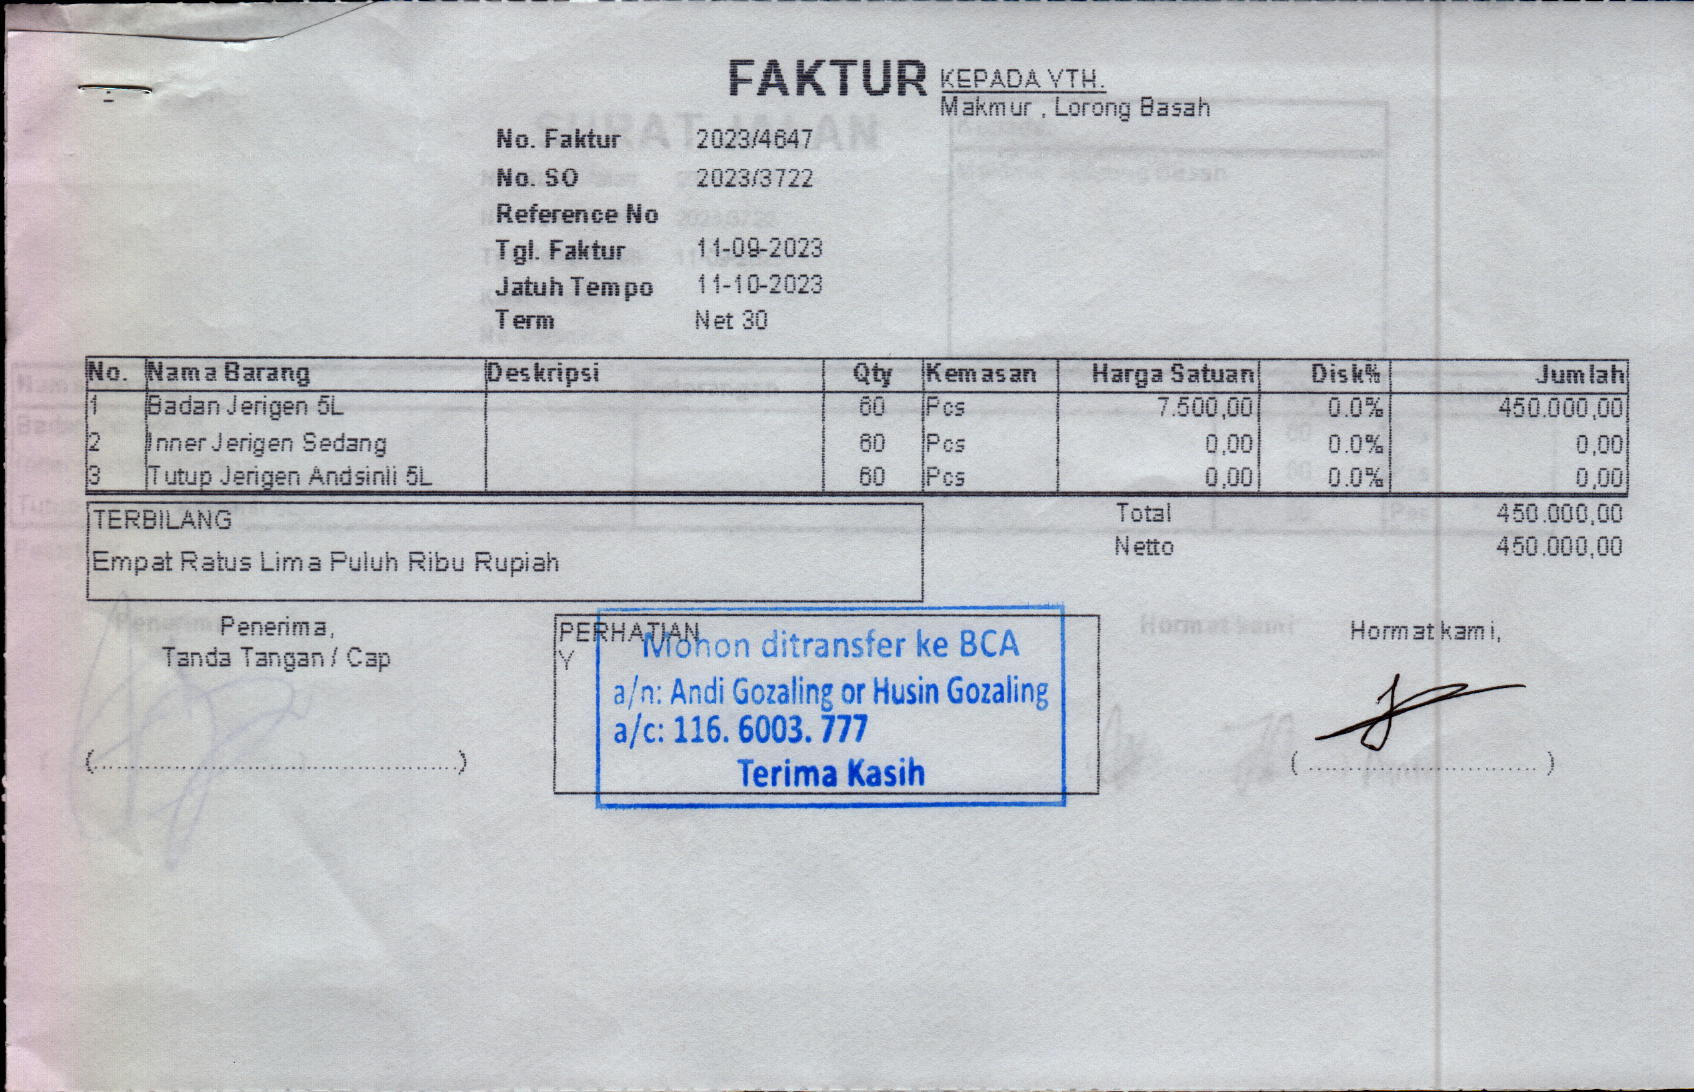 FAKTUR
KEPADA YTH.
Makmur , Lorong Basah
No. Faktur 2023/4647
No. SO 2023/3722
Reference No
Tgl. Faktur 11-09-2023
Jatuh Tempo 11-10-2023
Term Net 30
No. Nama Barang Deskripsi Qty Kemasan Harga Satuan Disk% Jumlah
1 Badan Jerigen 5L 60 Pcs 7.500,00 0.0% 450.000,00
2 Inner Jerigen Sedang 60 Pcs 0,00 0.0% 0,00
3 Tutup Jerigen Andsinli 5L 60 Pcs 0,00 0.0% 0,00
Total 450.000,00
Netto 450.000,00
TERBILANG
Empat Ratus Lima Puluh Ribu Rupiah
Penerima,
Tanda Tangan / Cap
(..............................)
PERHATIAN
Y
Mohon ditransfer ke BCA
a/n: Andi Gozaling or Husin Gozaling
a/c: 116. 6003. 777
Terima Kasih
Hormat kami,
(..............................)